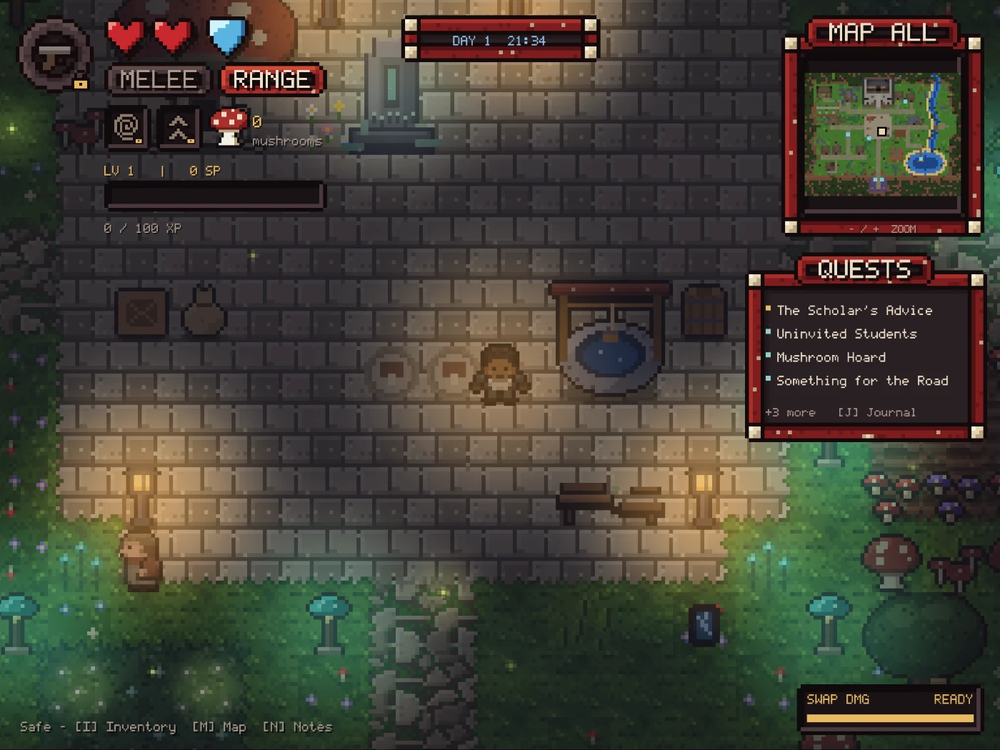 DAY 1 21:34
MAP ALL
MELEE RANGE
0
mushrooms
LV 1 | 0 SP
0 / 100 XP
- / + ZOOM
QUESTS
The Scholar's Advice
Uninvited Students
Mushroom Hoard
Something for the Road
+3 more [J] Journal
SWAP DMG READY
Safe - [I] Inventory [M] Map [N] Notes